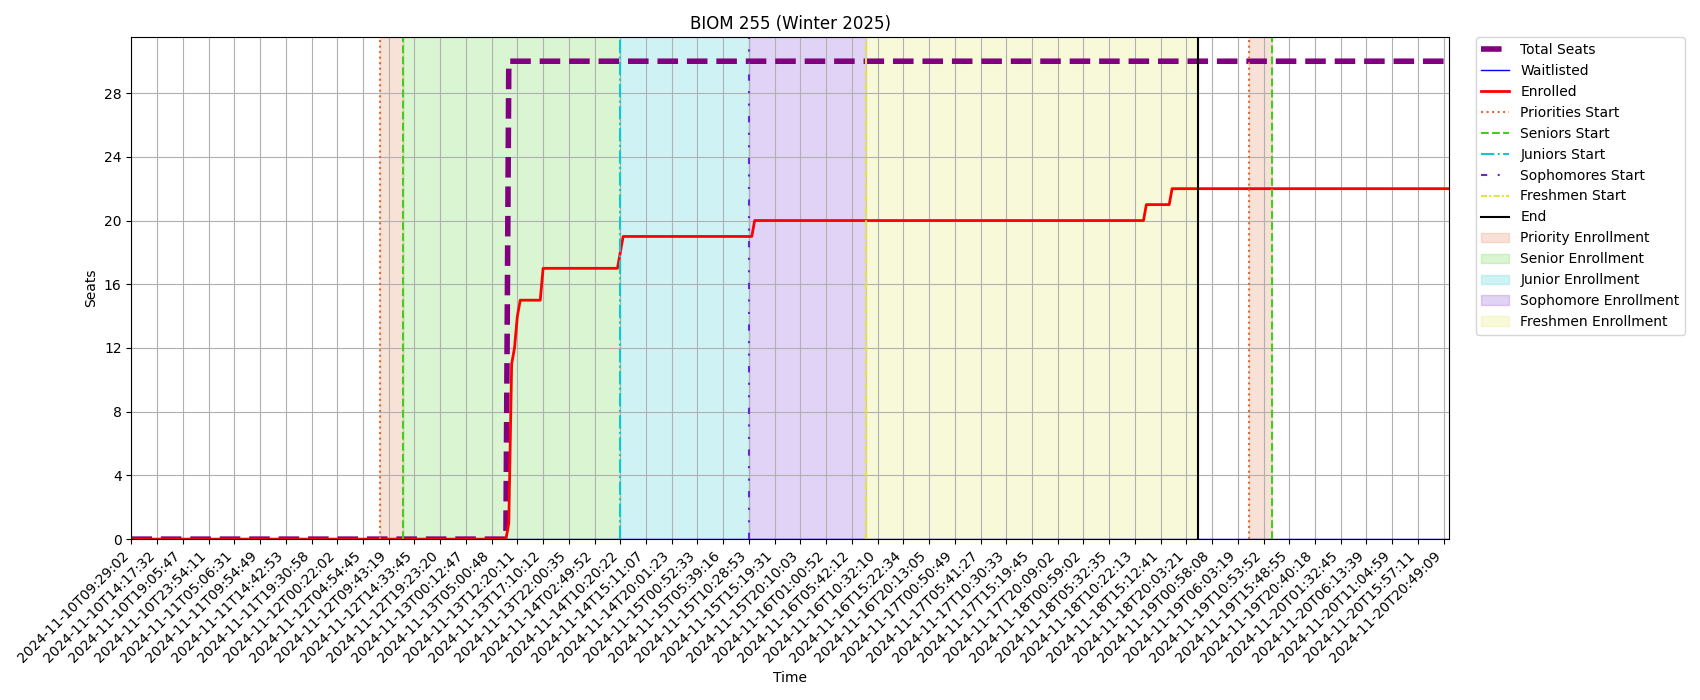 BIOM 255 (Winter 2025)
Seats
28
24
20
16
12
8
4
0
2024-11-10T09:29:02
2024-11-10T14:17:32
2024-11-10T19:05:47
2024-11-10T23:54:11
2024-11-11T05:06:31
2024-11-11T09:54:49
2024-11-11T14:42:53
2024-11-11T19:30:58
2024-11-12T00:22:02
2024-11-12T04:54:45
2024-11-12T09:43:19
2024-11-12T14:33:45
2024-11-12T19:23:20
2024-11-13T00:12:47
2024-11-13T05:00:48
2024-11-13T12:20:11
2024-11-13T17:10:12
2024-11-13T22:00:35
2024-11-14T02:49:52
2024-11-14T10:20:22
2024-11-14T15:11:07
2024-11-14T20:01:23
2024-11-15T00:52:33
2024-11-15T05:39:16
2024-11-15T10:28:53
2024-11-15T15:19:31
2024-11-15T20:10:03
2024-11-16T01:00:52
2024-11-16T05:42:12
2024-11-16T10:32:10
2024-11-16T15:22:34
2024-11-16T20:13:05
2024-11-17T00:50:49
2024-11-17T05:41:27
2024-11-17T10:30:33
2024-11-17T15:19:45
2024-11-17T20:09:02
2024-11-18T00:59:02
2024-11-18T05:32:35
2024-11-18T10:22:13
2024-11-18T15:12:41
2024-11-18T20:03:21
2024-11-19T00:58:08
2024-11-19T06:03:19
2024-11-19T10:53:52
2024-11-19T15:48:55
2024-11-19T20:40:18
2024-11-20T01:32:45
2024-11-20T06:13:39
2024-11-20T11:04:59
2024-11-20T15:57:11
2024-11-20T20:49:09
Time
Total Seats
Waitlisted
Enrolled
Priorities Start
Seniors Start
Juniors Start
Sophomores Start
Freshmen Start
End
Priority Enrollment
Senior Enrollment
Junior Enrollment
Sophomore Enrollment
Freshmen Enrollment